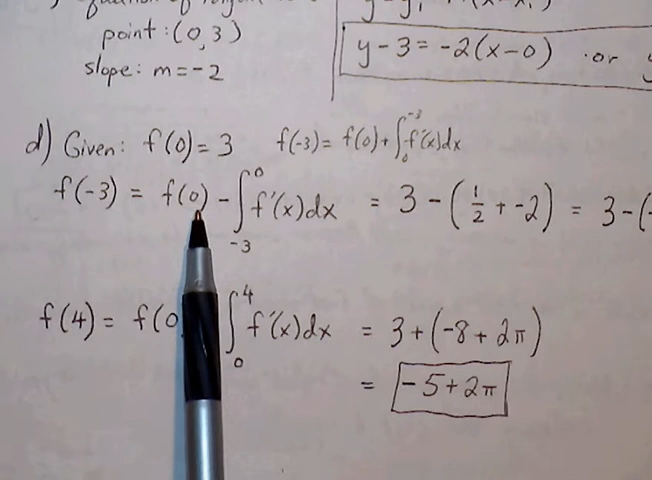 point: (0,3)
slope: m = -2
y-3 = -2(x-0) or
d) Given: f(0) = 3 f(-3) = f(0) + ∫₀⁻³ f'(x)dx
f(-3) = f(0) - ∫₋₃⁰ f'(x)dx = 3 - (1/2 + -2) = 3 - (
f(4) = f(0 ∫₀⁴ f'(x)dx = 3 + (-8 + 2π)
= -5 + 2π